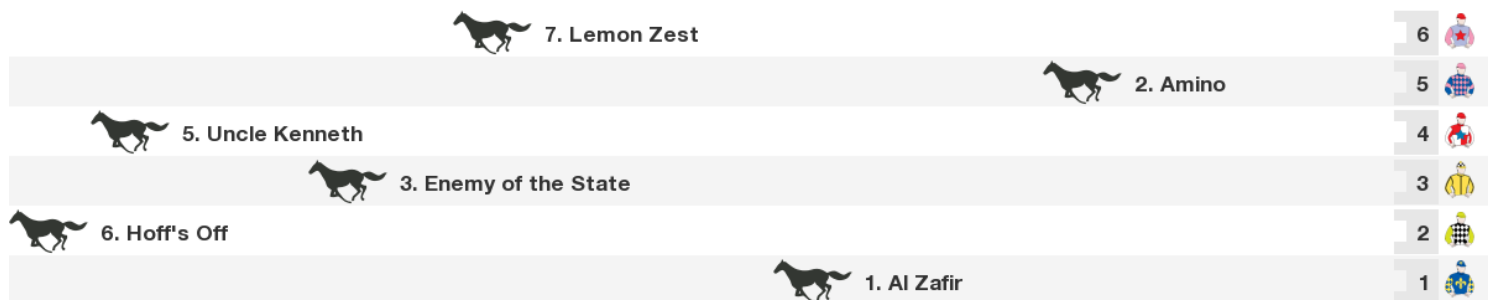 7. Lemon Zest 6
2. Amino 5
5. Uncle Kenneth 4
3. Enemy of the State 3
6. Hoff's Off 2
1. Al Zafir 1